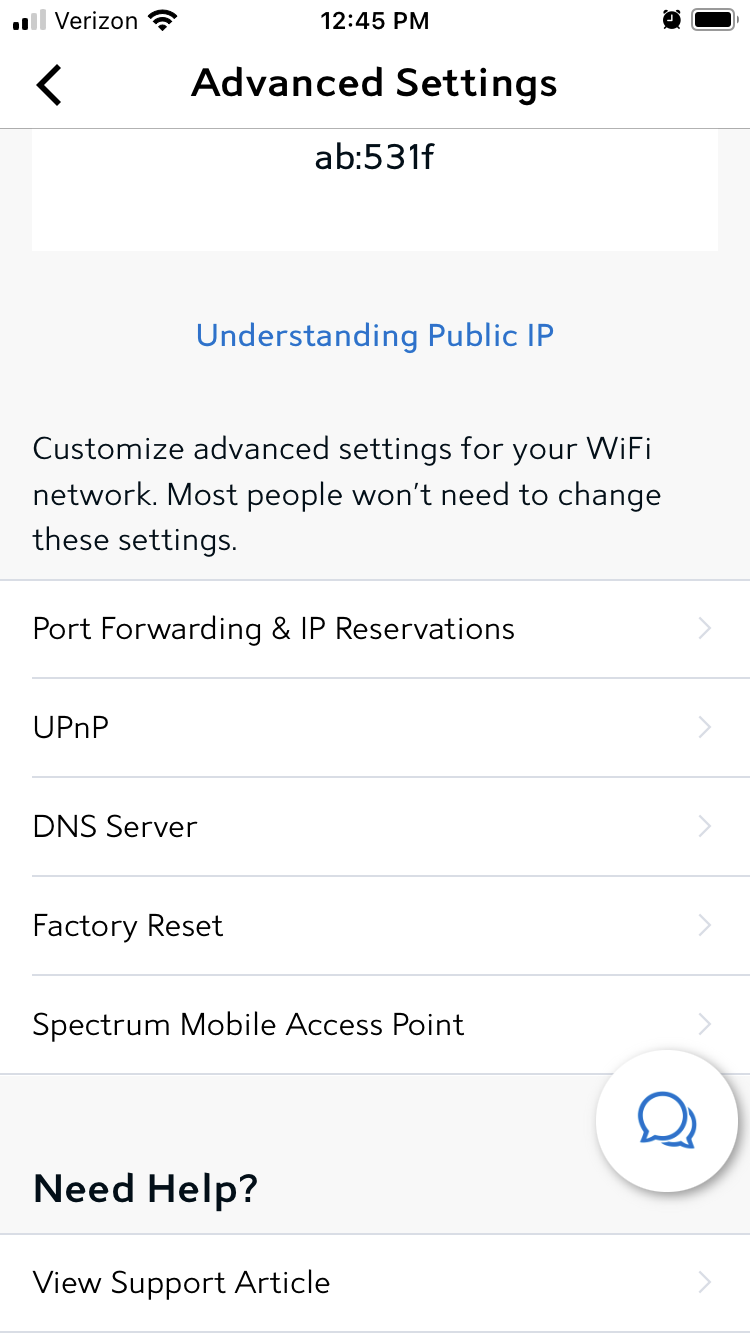 Verizon 12:45 PM
Advanced Settings
ab:531f
Understanding Public IP
Customize advanced settings for your WiFi
network. Most people won't need to change
these settings.
Port Forwarding & IP Reservations
UPnP
DNS Server
Factory Reset
Spectrum Mobile Access Point
Need Help?
View Support Article